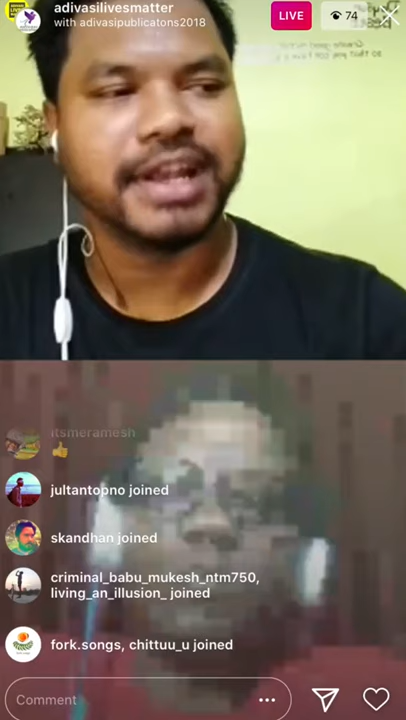 adivasilivesmatter
with adivasipublicatons2018
LIVE
74
itsmeramesh
👍
jultantopno joined
skandhan joined
criminal_babu_mukesh_ntm750,
living_an_illusion_ joined
fork.songs, chittuu_u joined
Comment